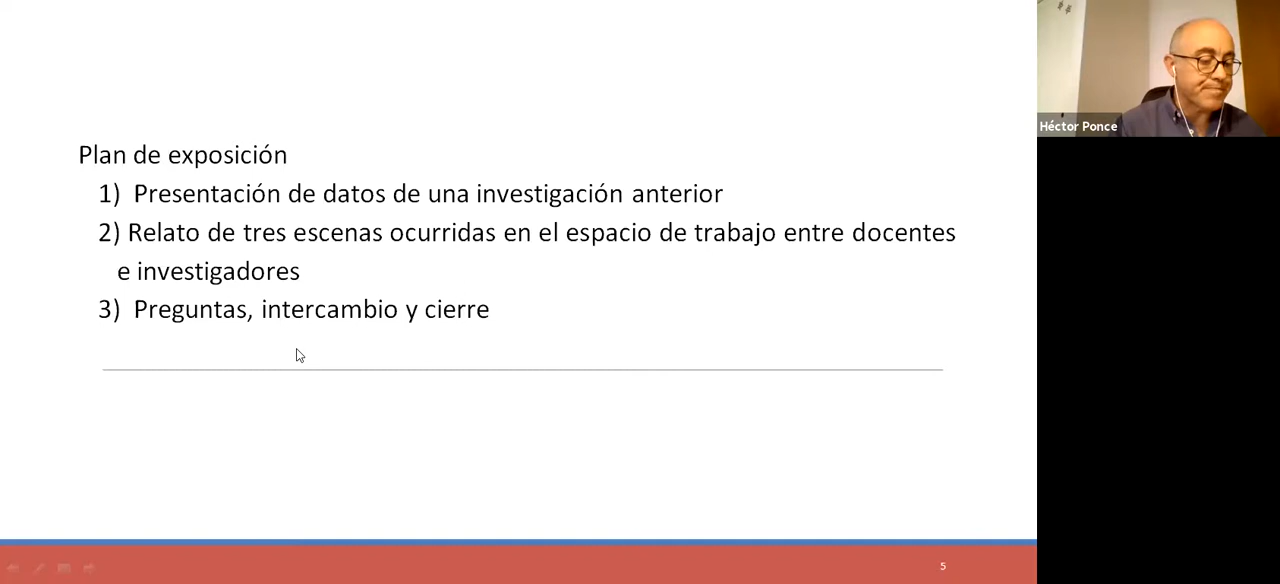 Plan de exposición
1) Presentación de datos de una investigación anterior
2) Relato de tres escenas ocurridas en el espacio de trabajo entre docentes
e investigadores
3) Preguntas, intercambio y cierre
5
Héctor Ponce